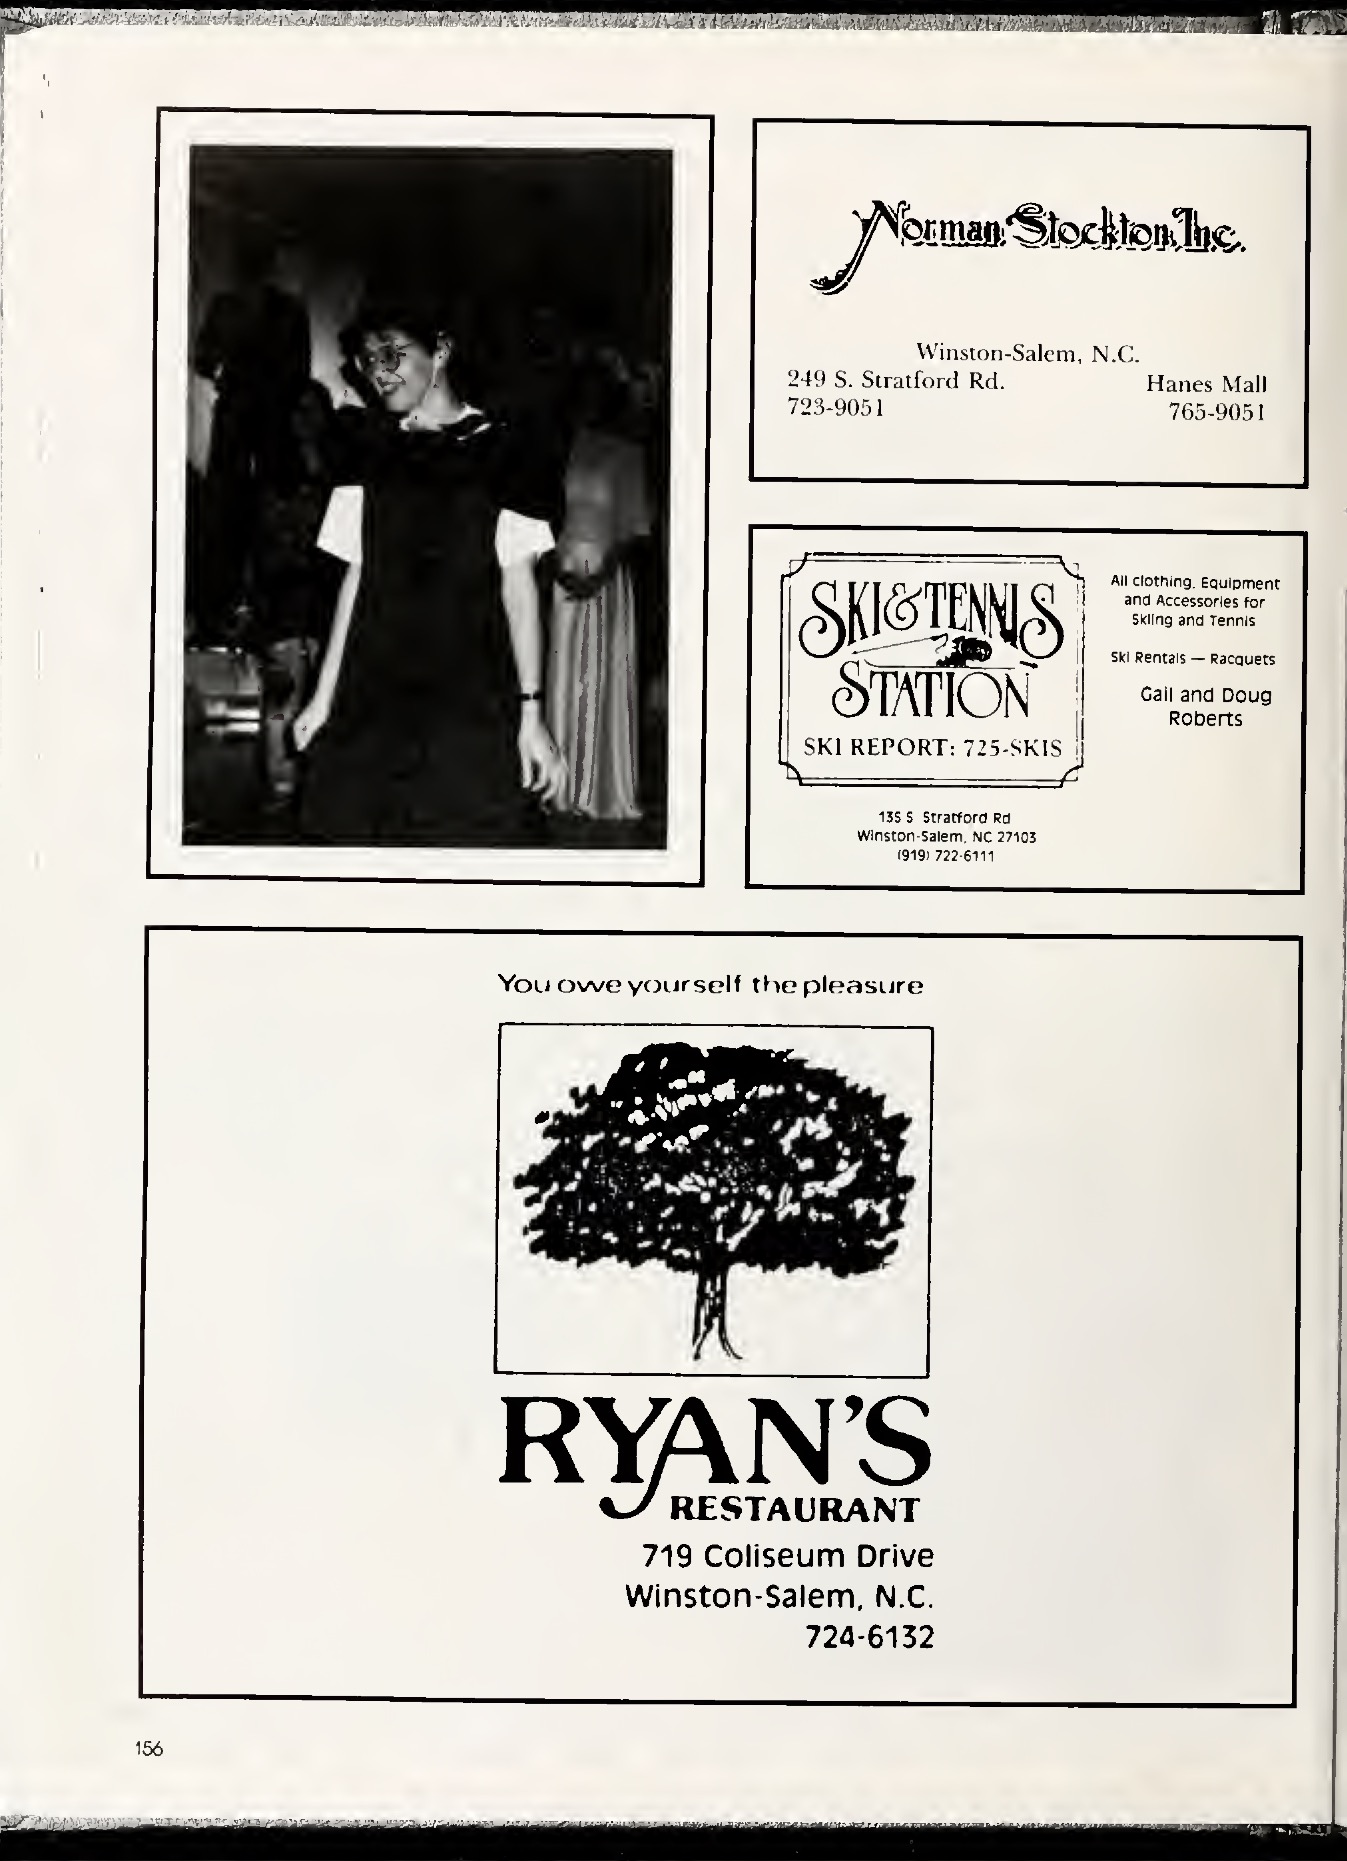 Norman Stockton, Inc.
Winston-Salem, N.C.
249 S. Stratford Rd.
723-9051
Hanes Mall
765-9051
SKI & TENNIS
STATION
SKI REPORT: 725-SKIS
All clothing. Equipment
and Accessories for
Skiing and Tennis
Ski Rentals — Racquets
Gail and Doug
Roberts
135 S Stratford Rd
Winston-Salem, NC 27103
(919) 722-6111
You owe yourself the pleasure
RYAN'S
RESTAURANT
719 Coliseum Drive
Winston-Salem, N.C.
724-6132
156